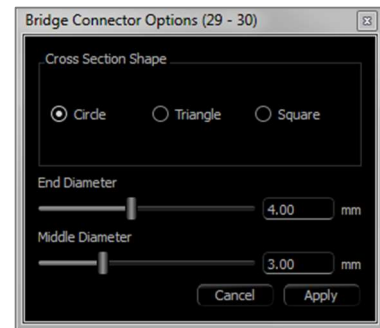 Bridge Connector Options (29 - 30)
Cross Section Shape
Circle Triangle Square
End Diameter
4.00 mm
Middle Diameter
3.00 mm
Cancel Apply